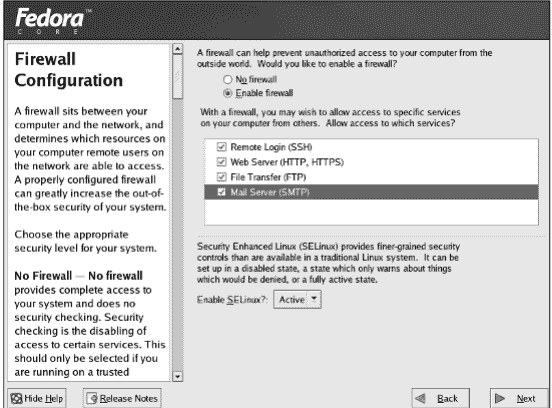 Fedora™
CORE
Firewall
Configuration
A firewall sits between your
computer and the network, and
determines which resources on
your computer remote users on
the network are able to access.
A properly configured firewall
can greatly increase the out-of-
the-box security of your system.
Choose the appropriate
security level for your system.
No Firewall — No firewall
provides complete access to
your system and does no
security checking. Security
checking is the disabling of
access to certain services. This
should only be selected if you
are running on a trusted
A firewall can help prevent unauthorized access to your computer from the
outside world. Would you like to enable a firewall?
No firewall
Enable firewall
With a firewall, you may wish to allow access to specific services
on your computer from others. Allow access to which services?
Remote Login (SSH)
Web Server (HTTP, HTTPS)
File Transfer (FTP)
Mail Server (SMTP)
Security Enhanced Linux (SELinux) provides finer-grained security
controls than are available in a traditional Linux system. It can be
set up in a disabled state, a state which only warns about things
which would be denied, or a fully active state.
Enable SELinux?: Active
Hide Help
Release Notes
Back
Next